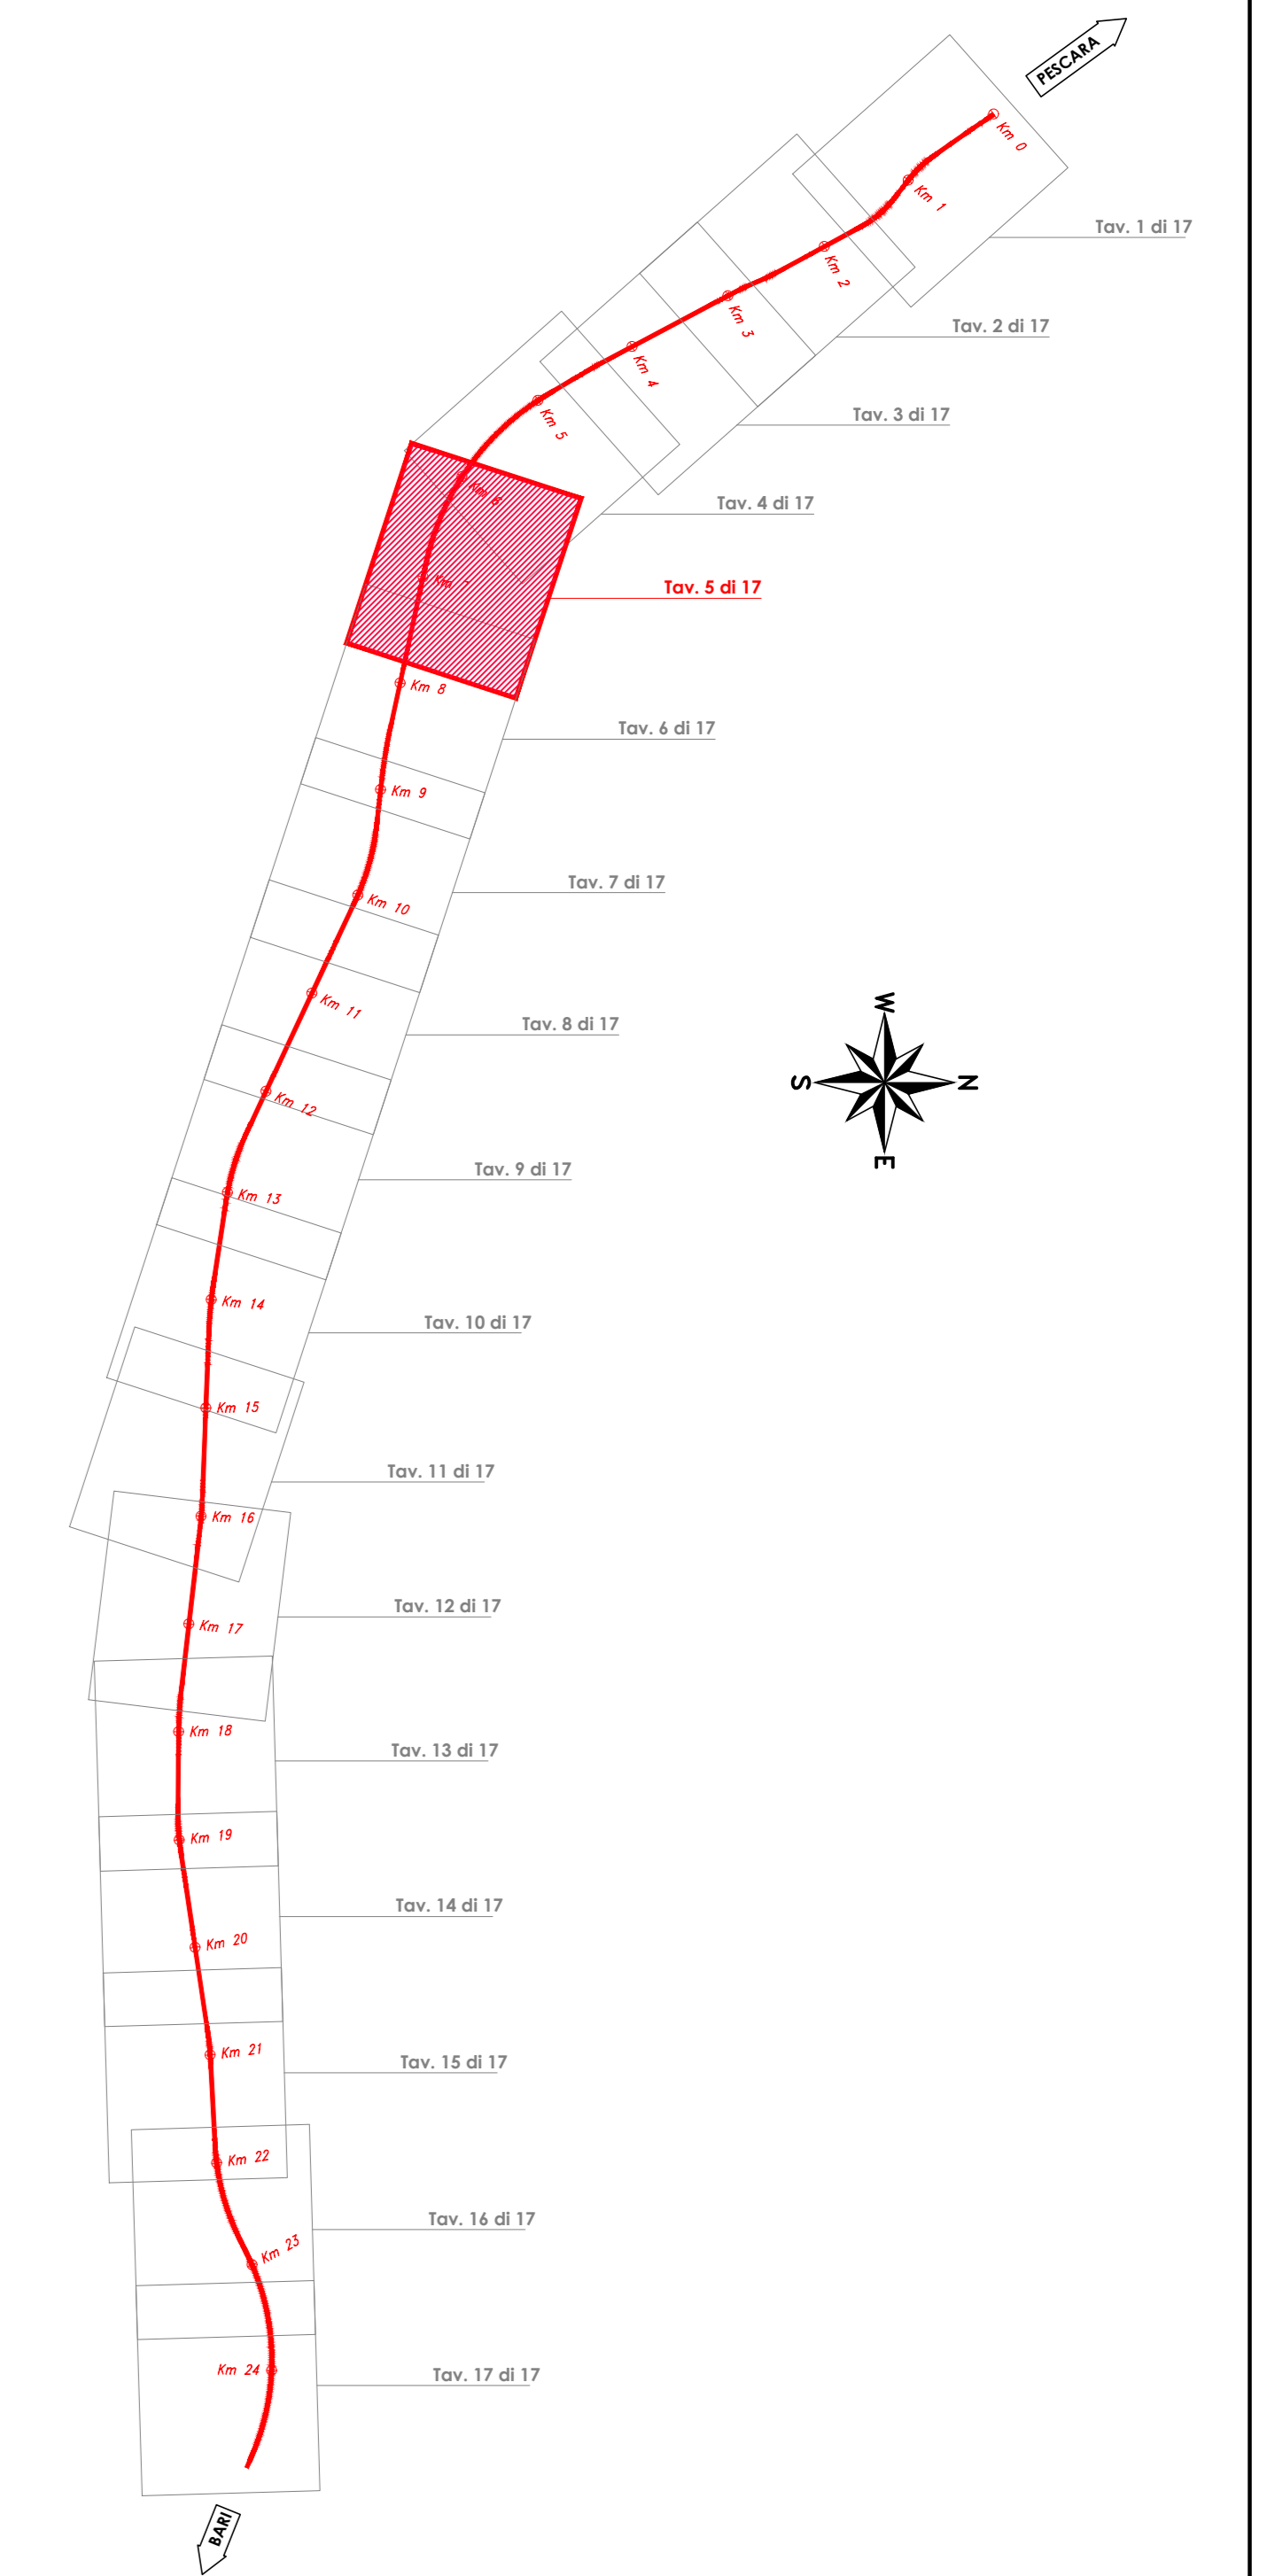 PESCARA
Km 0
Km 1
Tav. 1 di 17
Km 2
Km 3
Tav. 2 di 17
Km 4
Tav. 3 di 17
Km 5
Km 6
Tav. 4 di 17
Km 7
Tav. 5 di 17
Km 8
Tav. 6 di 17
Km 9
Tav. 7 di 17
Km 10
Km 11
W
N
S
E
Tav. 8 di 17
Km 12
Tav. 9 di 17
Km 13
Km 14
Tav. 10 di 17
Km 15
Tav. 11 di 17
Km 16
Tav. 12 di 17
Km 17
Km 18
Tav. 13 di 17
Km 19
Tav. 14 di 17
Km 20
Km 21
Tav. 15 di 17
Km 22
Tav. 16 di 17
Km 23
Km 24
Tav. 17 di 17
BARI